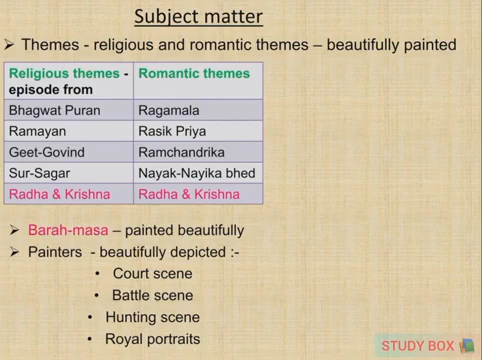 Subject matter
➢ Themes - religious and romantic themes – beautifully painted
Religious themes - episode from | Romantic themes
Bhagwat Puran | Ragamala
Ramayan | Rasik Priya
Geet-Govind | Ramchandrika
Sur-Sagar | Nayak-Nayika bhed
Radha & Krishna | Radha & Krishna
➢ Barah-masa – painted beautifully
➢ Painters - beautifully depicted :-
• Court scene
• Battle scene
• Hunting scene
• Royal portraits
STUDY BOX